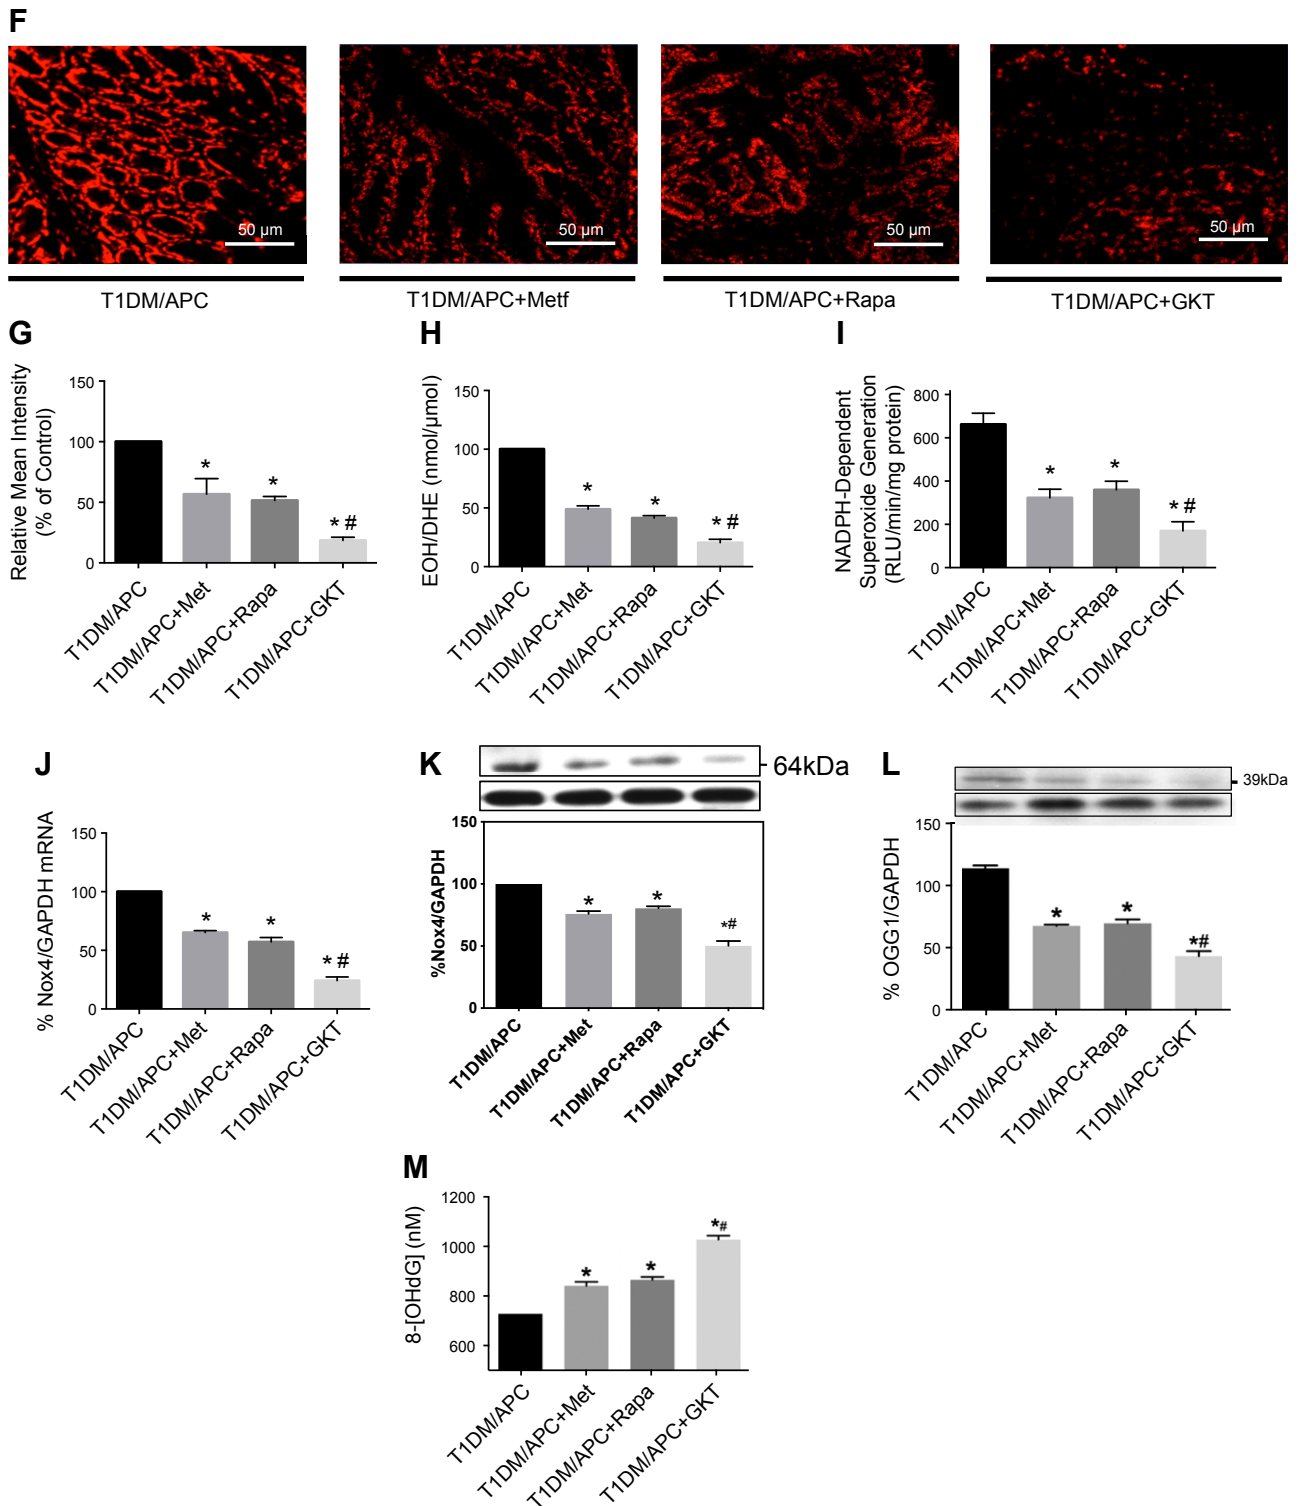 F
50 µm
50 µm
50 µm
50 µm
T1DM/APC
T1DM/APC+Metf
T1DM/APC+Rapa
T1DM/APC+GKT
G
Relative Mean Intensity
(% of Control)
150
100
50
0
*
*
* #
T1DM/APC
T1DM/APC+Met
T1DM/APC+Rapa
T1DM/APC+GKT
H
EOH/DHE (nmol/µmol)
150
100
50
0
*
*
* #
T1DM/APC
T1DM/APC+Met
T1DM/APC+Rapa
T1DM/APC+GKT
I
NADPH-Dependent
Superoxide Generation
(RLU/min/mg protein)
800
600
400
200
0
*
*
* #
T1DM/APC
T1DM/APC+Met
T1DM/APC+Rapa
T1DM/APC+GKT
J
% Nox4/GAPDH mRNA
150
100
50
0
*
*
* #
T1DM/APC
T1DM/APC+Met
T1DM/APC+Rapa
T1DM/APC+GKT
K
64kDa
%Nox4/GAPDH
150
100
50
0
*
*
*#
T1DM/APC
T1DM/APC+Met
T1DM/APC+Rapa
T1DM/APC+GKT
L
39kDa
% OGG1/GAPDH
150
100
50
0
*
*
*#
T1DM/APC
T1DM/APC+Met
T1DM/APC+Rapa
T1DM/APC+GKT
M
8-[OHdG] (nM)
1200
1000
800
600
*
*
*#
T1DM/APC
T1DM/APC+Met
T1DM/APC+Rapa
T1DM/APC+GKT